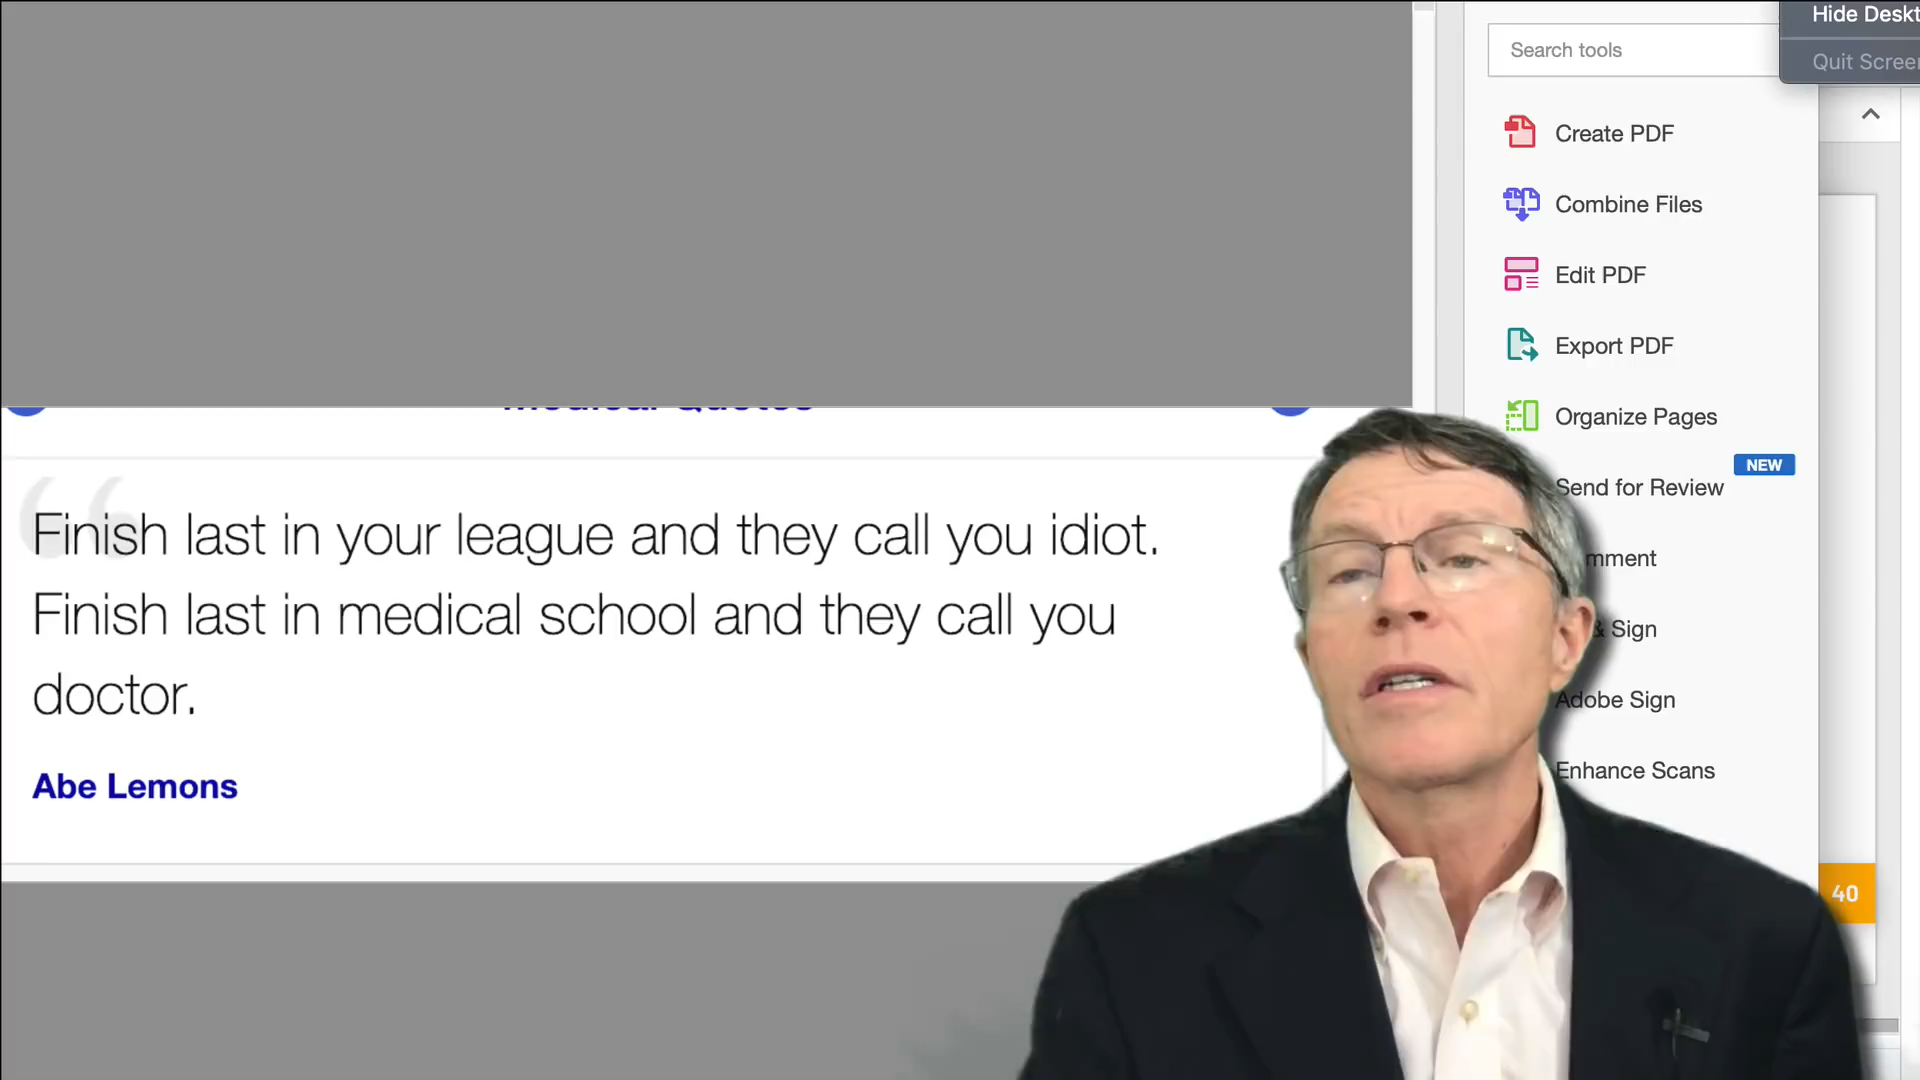 Hide Deskt
Quit Scree
Search tools
Create PDF
Combine Files
Edit PDF
Export PDF
Organize Pages
NEW
Send for Review
mment
& Sign
Adobe Sign
Enhance Scans
40
Medical Quotes
“
Finish last in your league and they call you idiot.
Finish last in medical school and they call you
doctor.
Abe Lemons